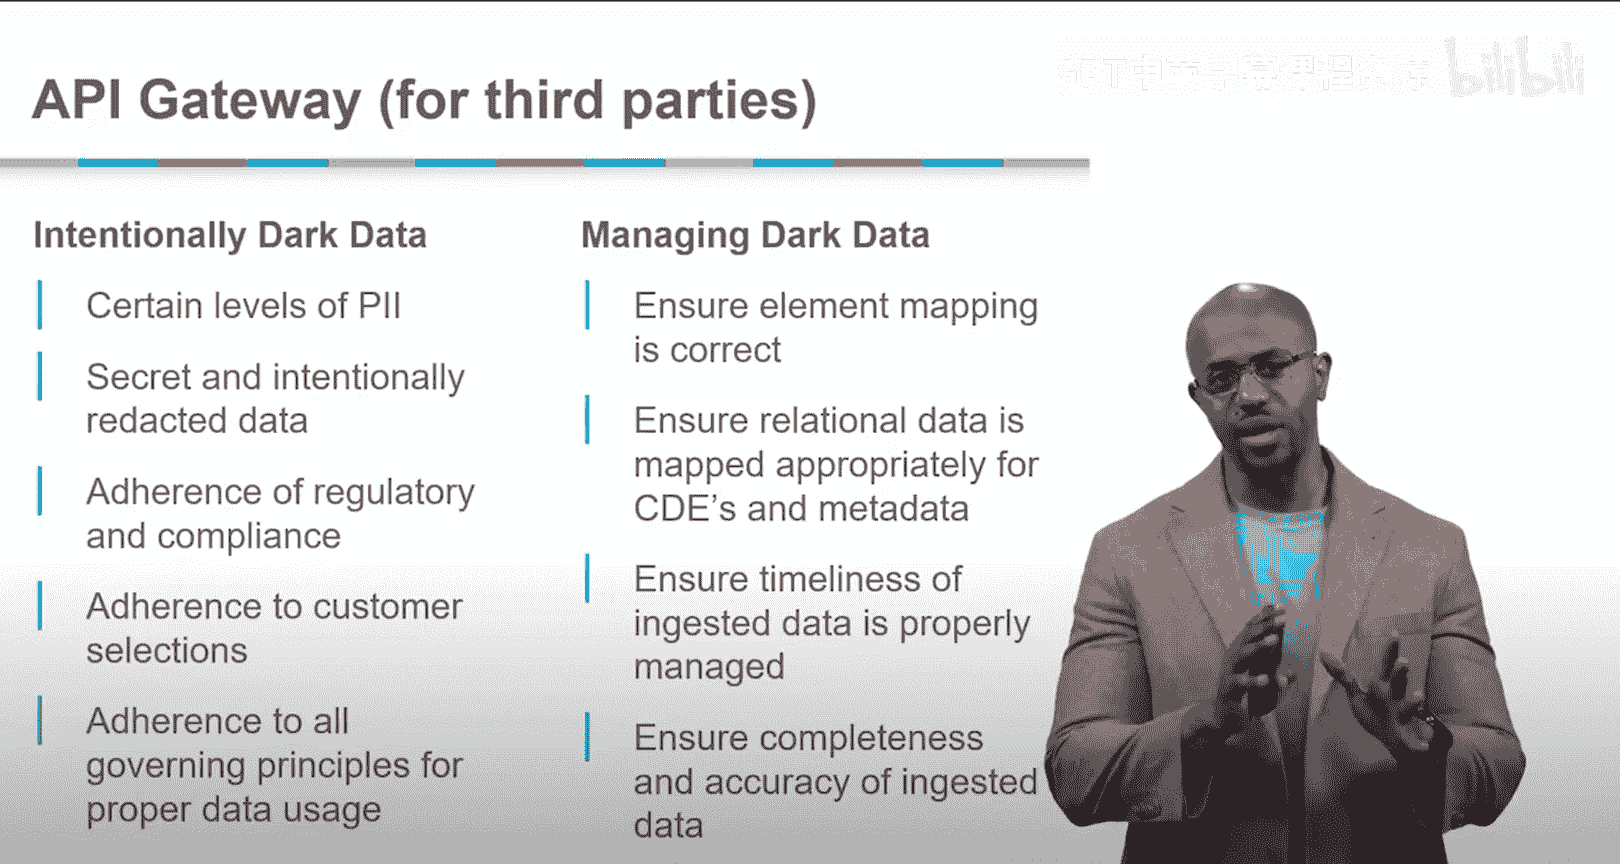 API Gateway (for third parties)
bilibili
Intentionally Dark Data
Certain levels of PII
Secret and intentionally
redacted data
Adherence of regulatory
and compliance
Adherence to customer
selections
Adherence to all
governing principles for
proper data usage
Managing Dark Data
Ensure element mapping
is correct
Ensure relational data is
mapped appropriately for
CDE's and metadata
Ensure timeliness of
ingested data is properly
managed
Ensure completeness
and accuracy of ingested
data